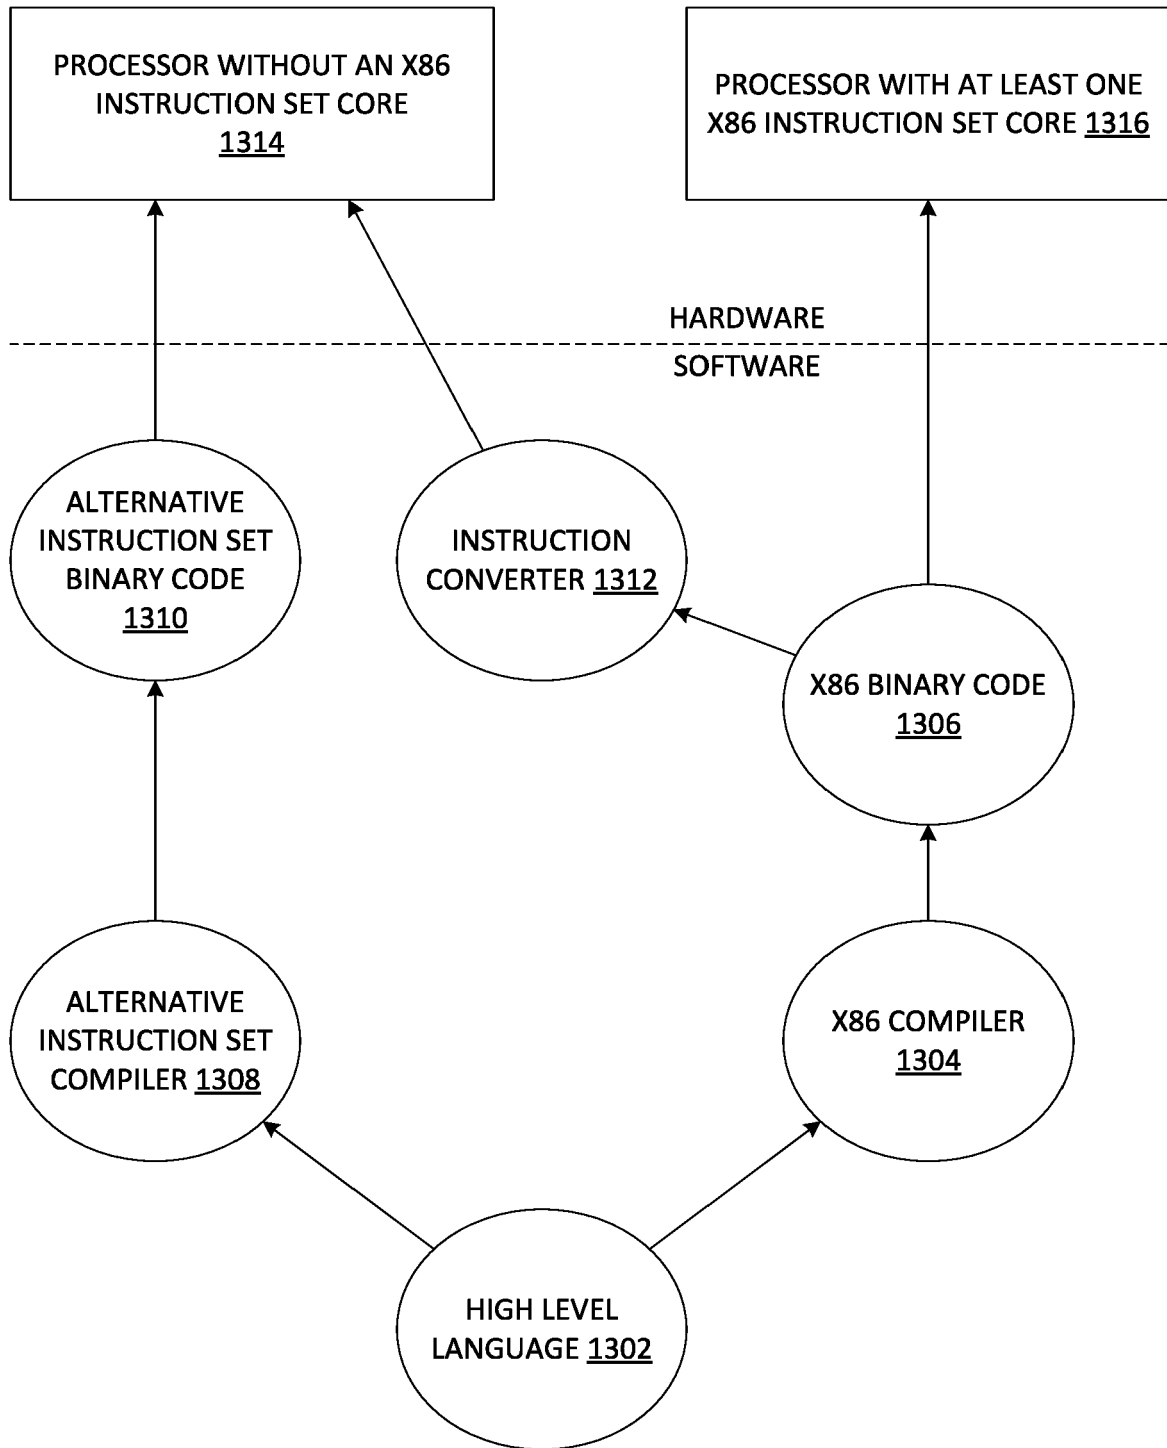 PROCESSOR WITHOUT AN X86
INSTRUCTION SET CORE
1314
PROCESSOR WITH AT LEAST ONE
X86 INSTRUCTION SET CORE 1316
HARDWARE
SOFTWARE
ALTERNATIVE
INSTRUCTION SET
BINARY CODE
1310
INSTRUCTION
CONVERTER 1312
X86 BINARY CODE
1306
ALTERNATIVE
INSTRUCTION SET
COMPILER 1308
X86 COMPILER
1304
HIGH LEVEL
LANGUAGE 1302